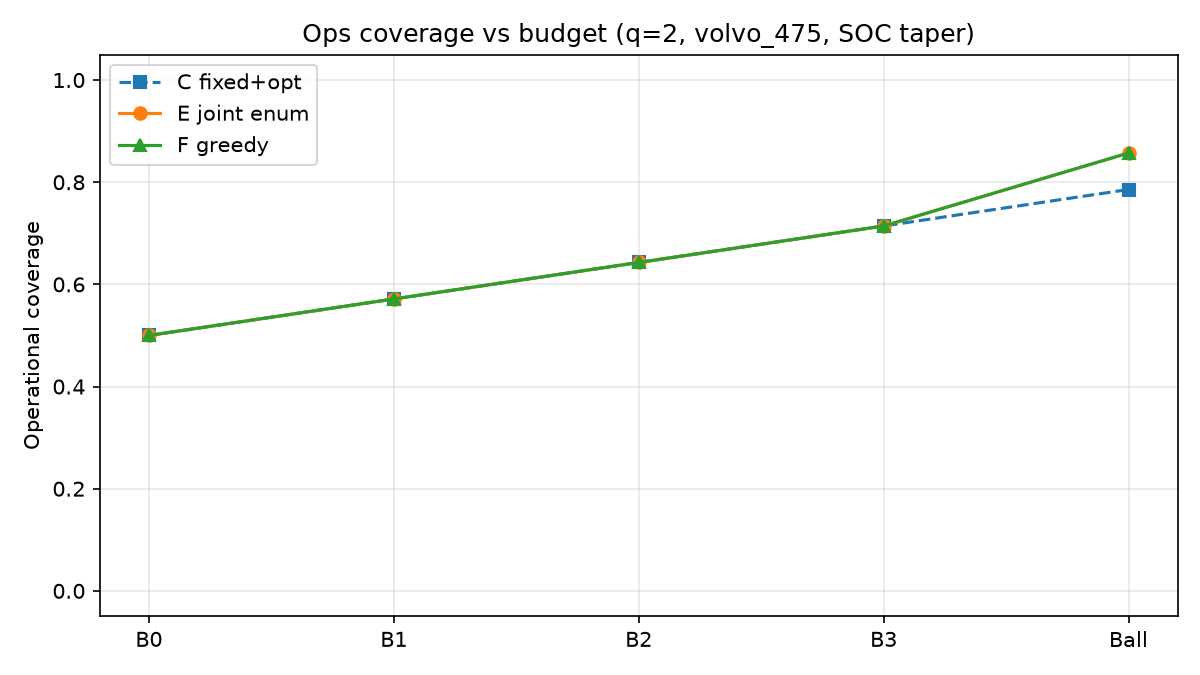 Ops coverage vs budget (q=2, volvo_475, SOC taper)
C fixed+opt
E joint enum
F greedy
Operational coverage
1.0
0.8
0.6
0.4
0.2
0.0
B0 B1 B2 B3 Ball